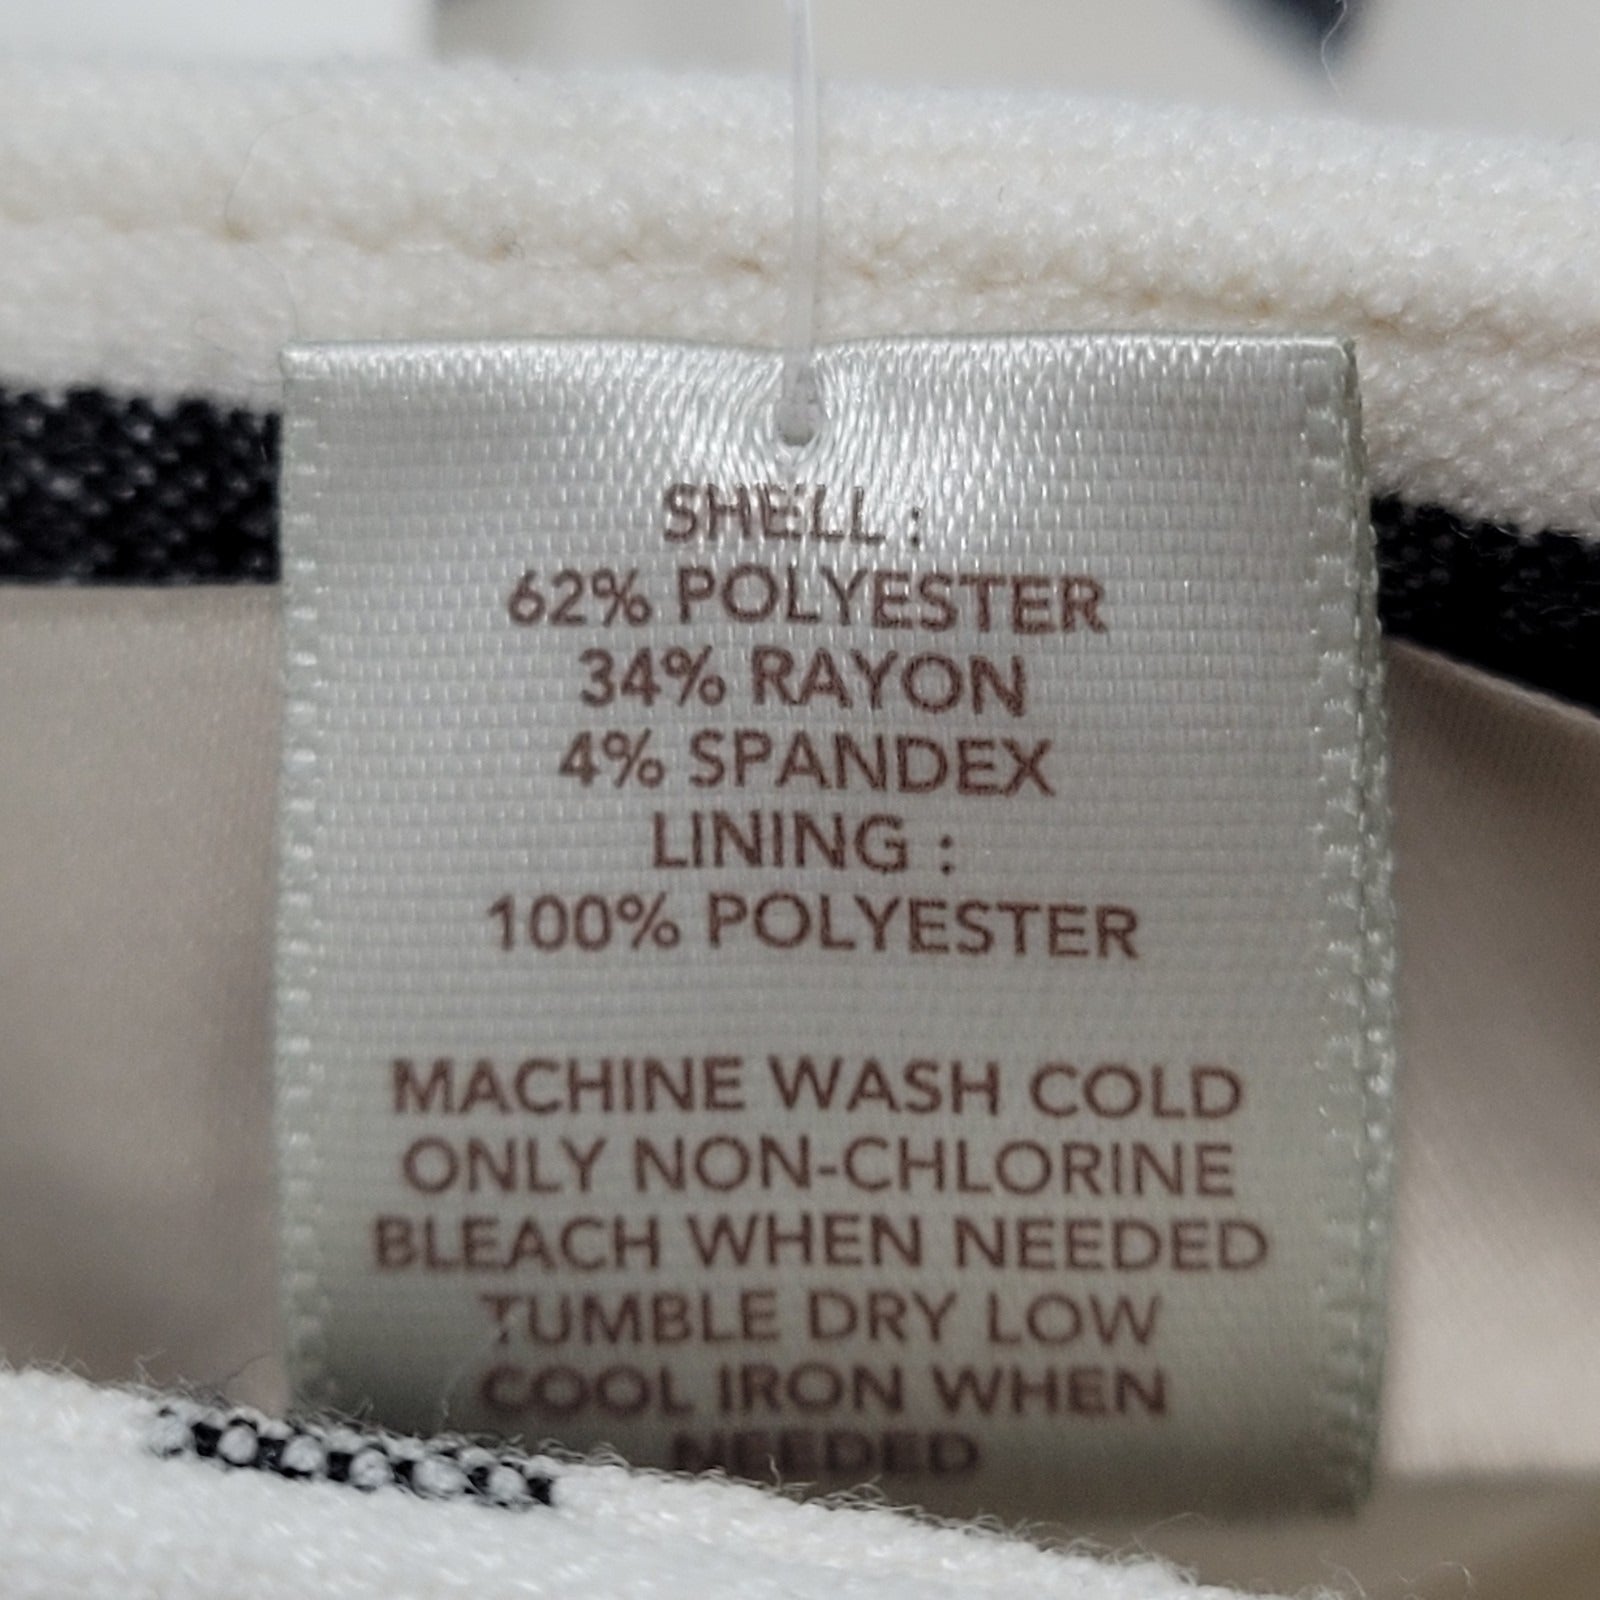 SHELL :
62% POLYESTER
34% RAYON
4% SPANDEX
LINING :
100% POLYESTER
MACHINE WASH COLD
ONLY NON-CHLORINE
BLEACH WHEN NEEDED
TUMBLE DRY LOW
COOL IRON WHEN
NEEDED